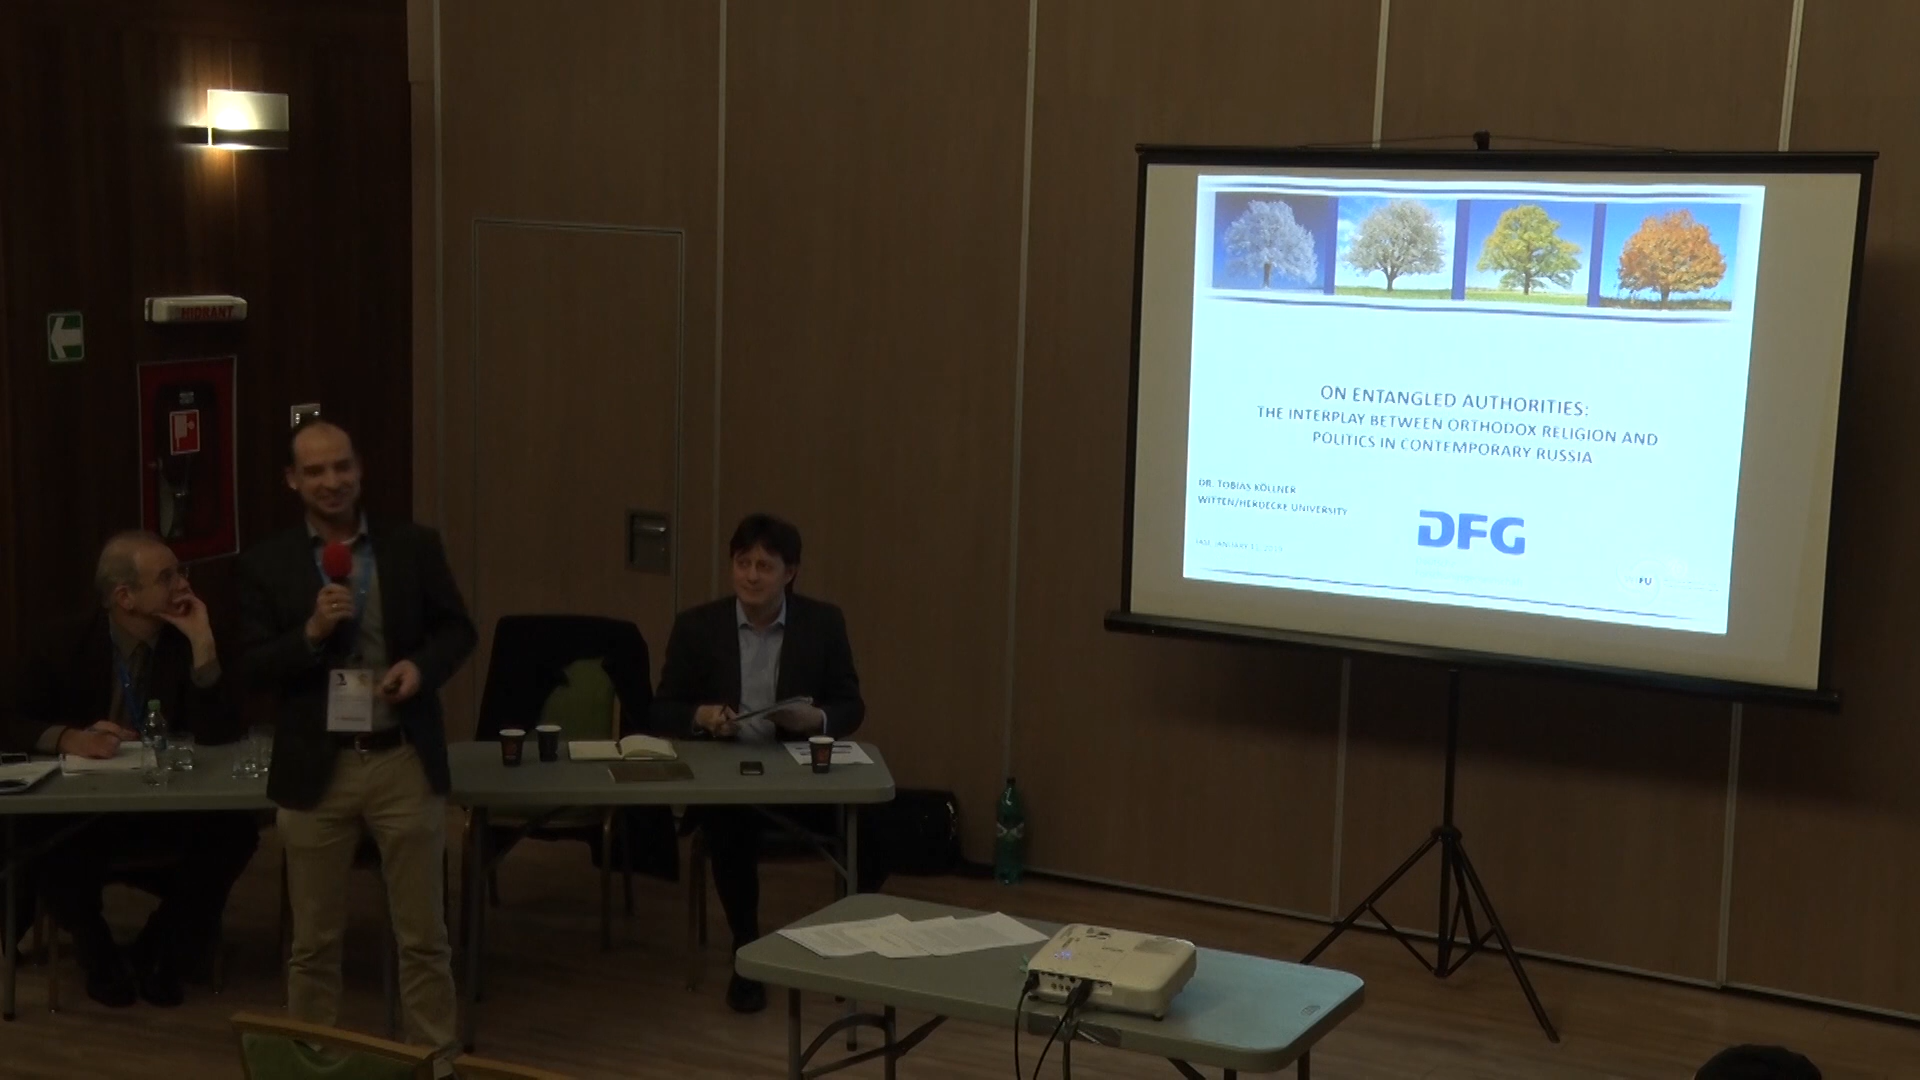 HIDRANT
ON ENTANGLED AUTHORITIES:
THE INTERPLAY BETWEEN ORTHODOX RELIGION AND
POLITICS IN CONTEMPORARY RUSSIA
DR. TOBIAS KÖLLNER
WITTEN/HERDECKE UNIVERSITY
DFG